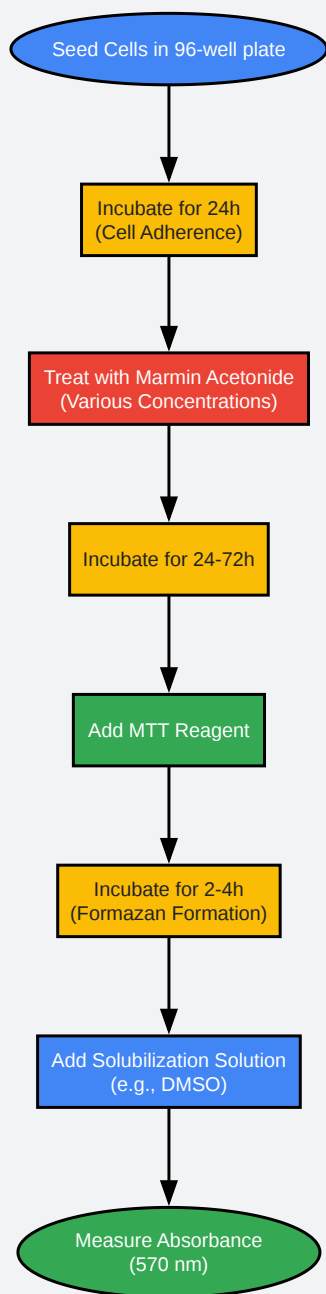 Seed Cells in 96-well plate
Incubate for 24h
(Cell Adherence)
Treat with Marmin Acetonide
(Various Concentrations)
Incubate for 24-72h
Add MTT Reagent
Incubate for 2-4h
(Formazan Formation)
Add Solubilization Solution
(e.g., DMSO)
Measure Absorbance
(570 nm)